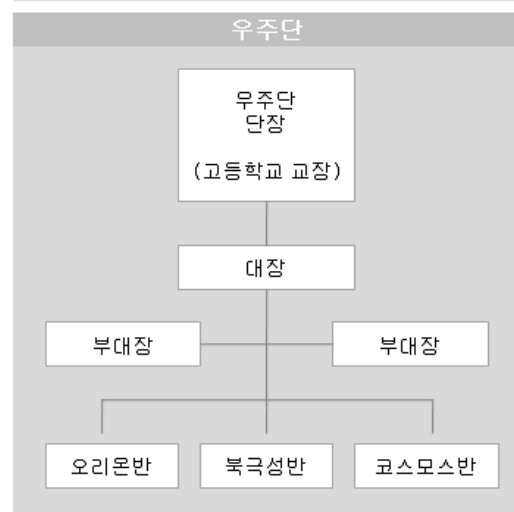 우주단
우주단
단장
(고등학교 교장)
대장
부대장
부대장
오리온반
북극성반
코스모스반